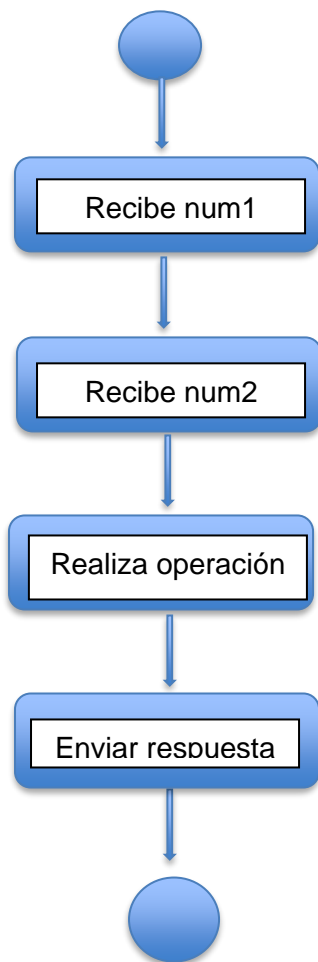 Recibe num1
Recibe num2
Realiza operación
Enviar respuesta